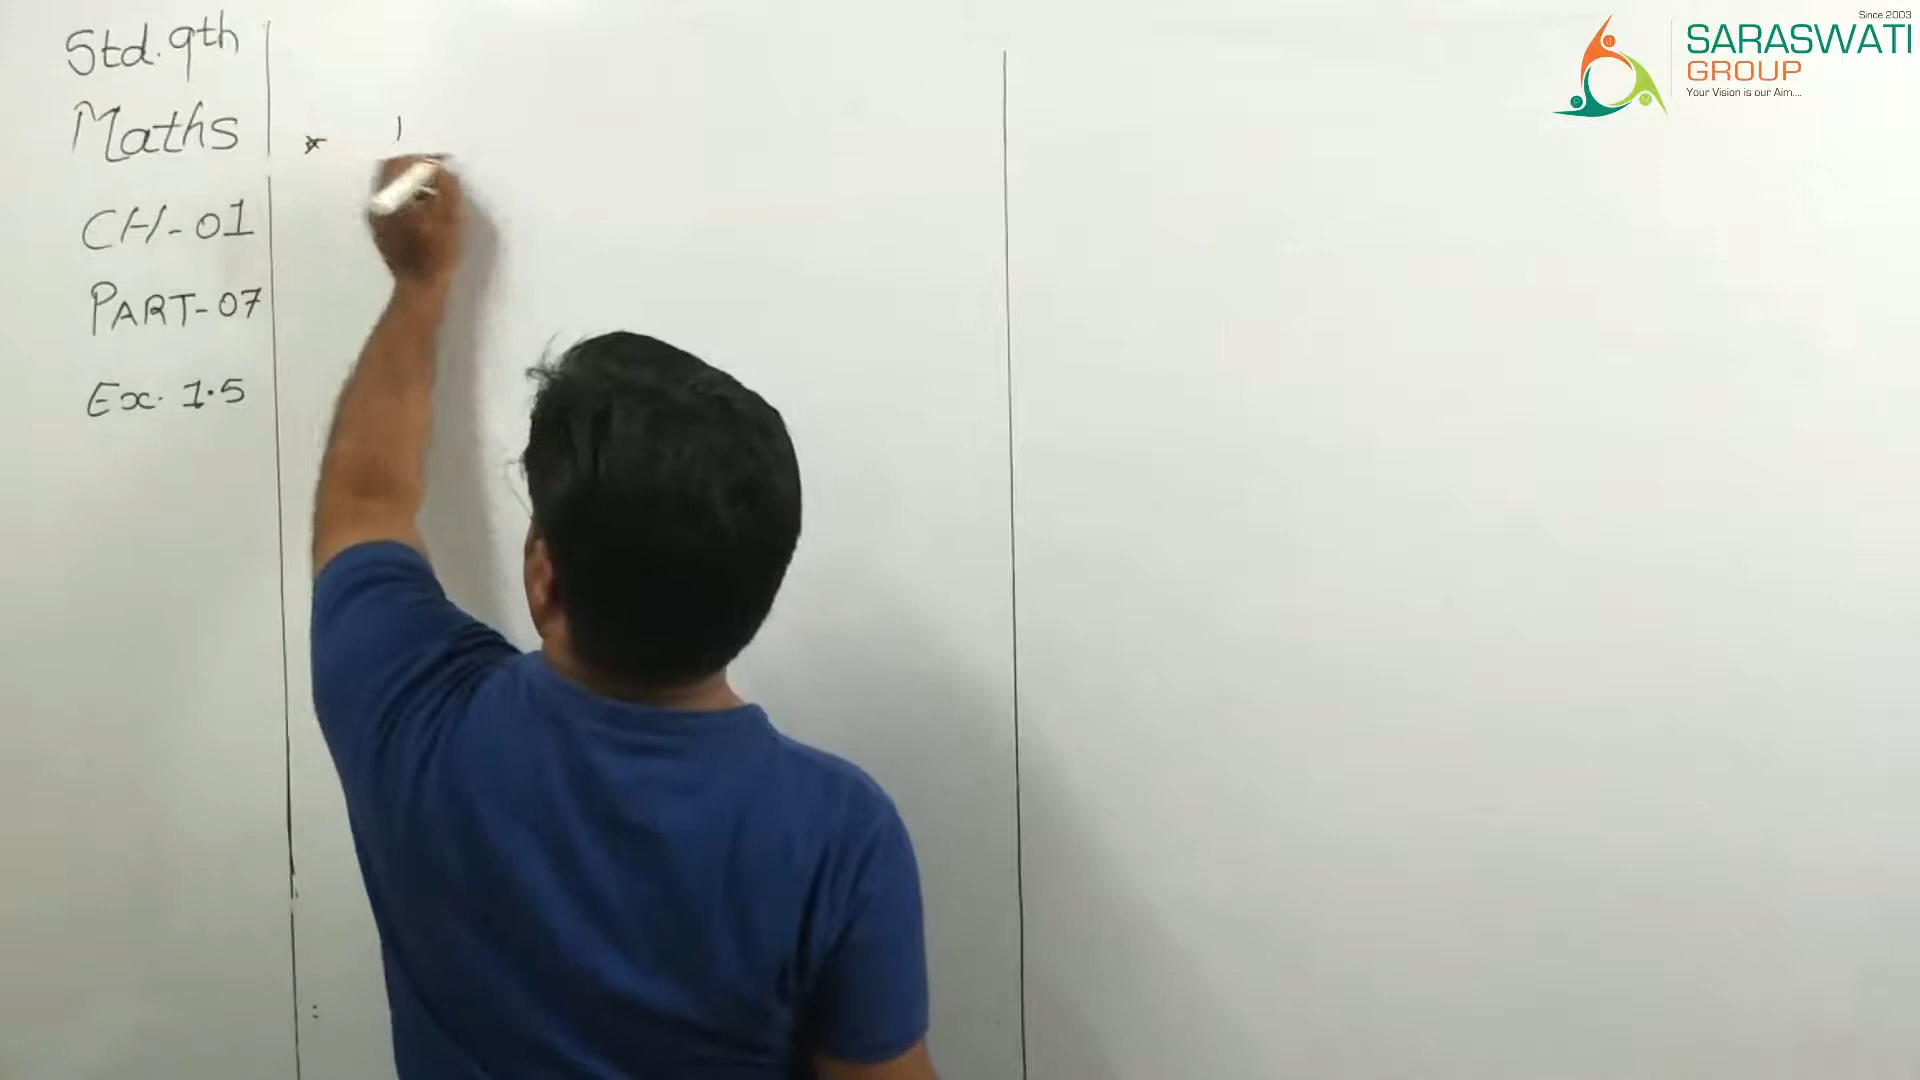 Std. 9th
Maths
CH-01
PART-07
Ex. 1.5
* 1
Since 2003
SARASWATI
GROUP
Your Vision is our Aim....